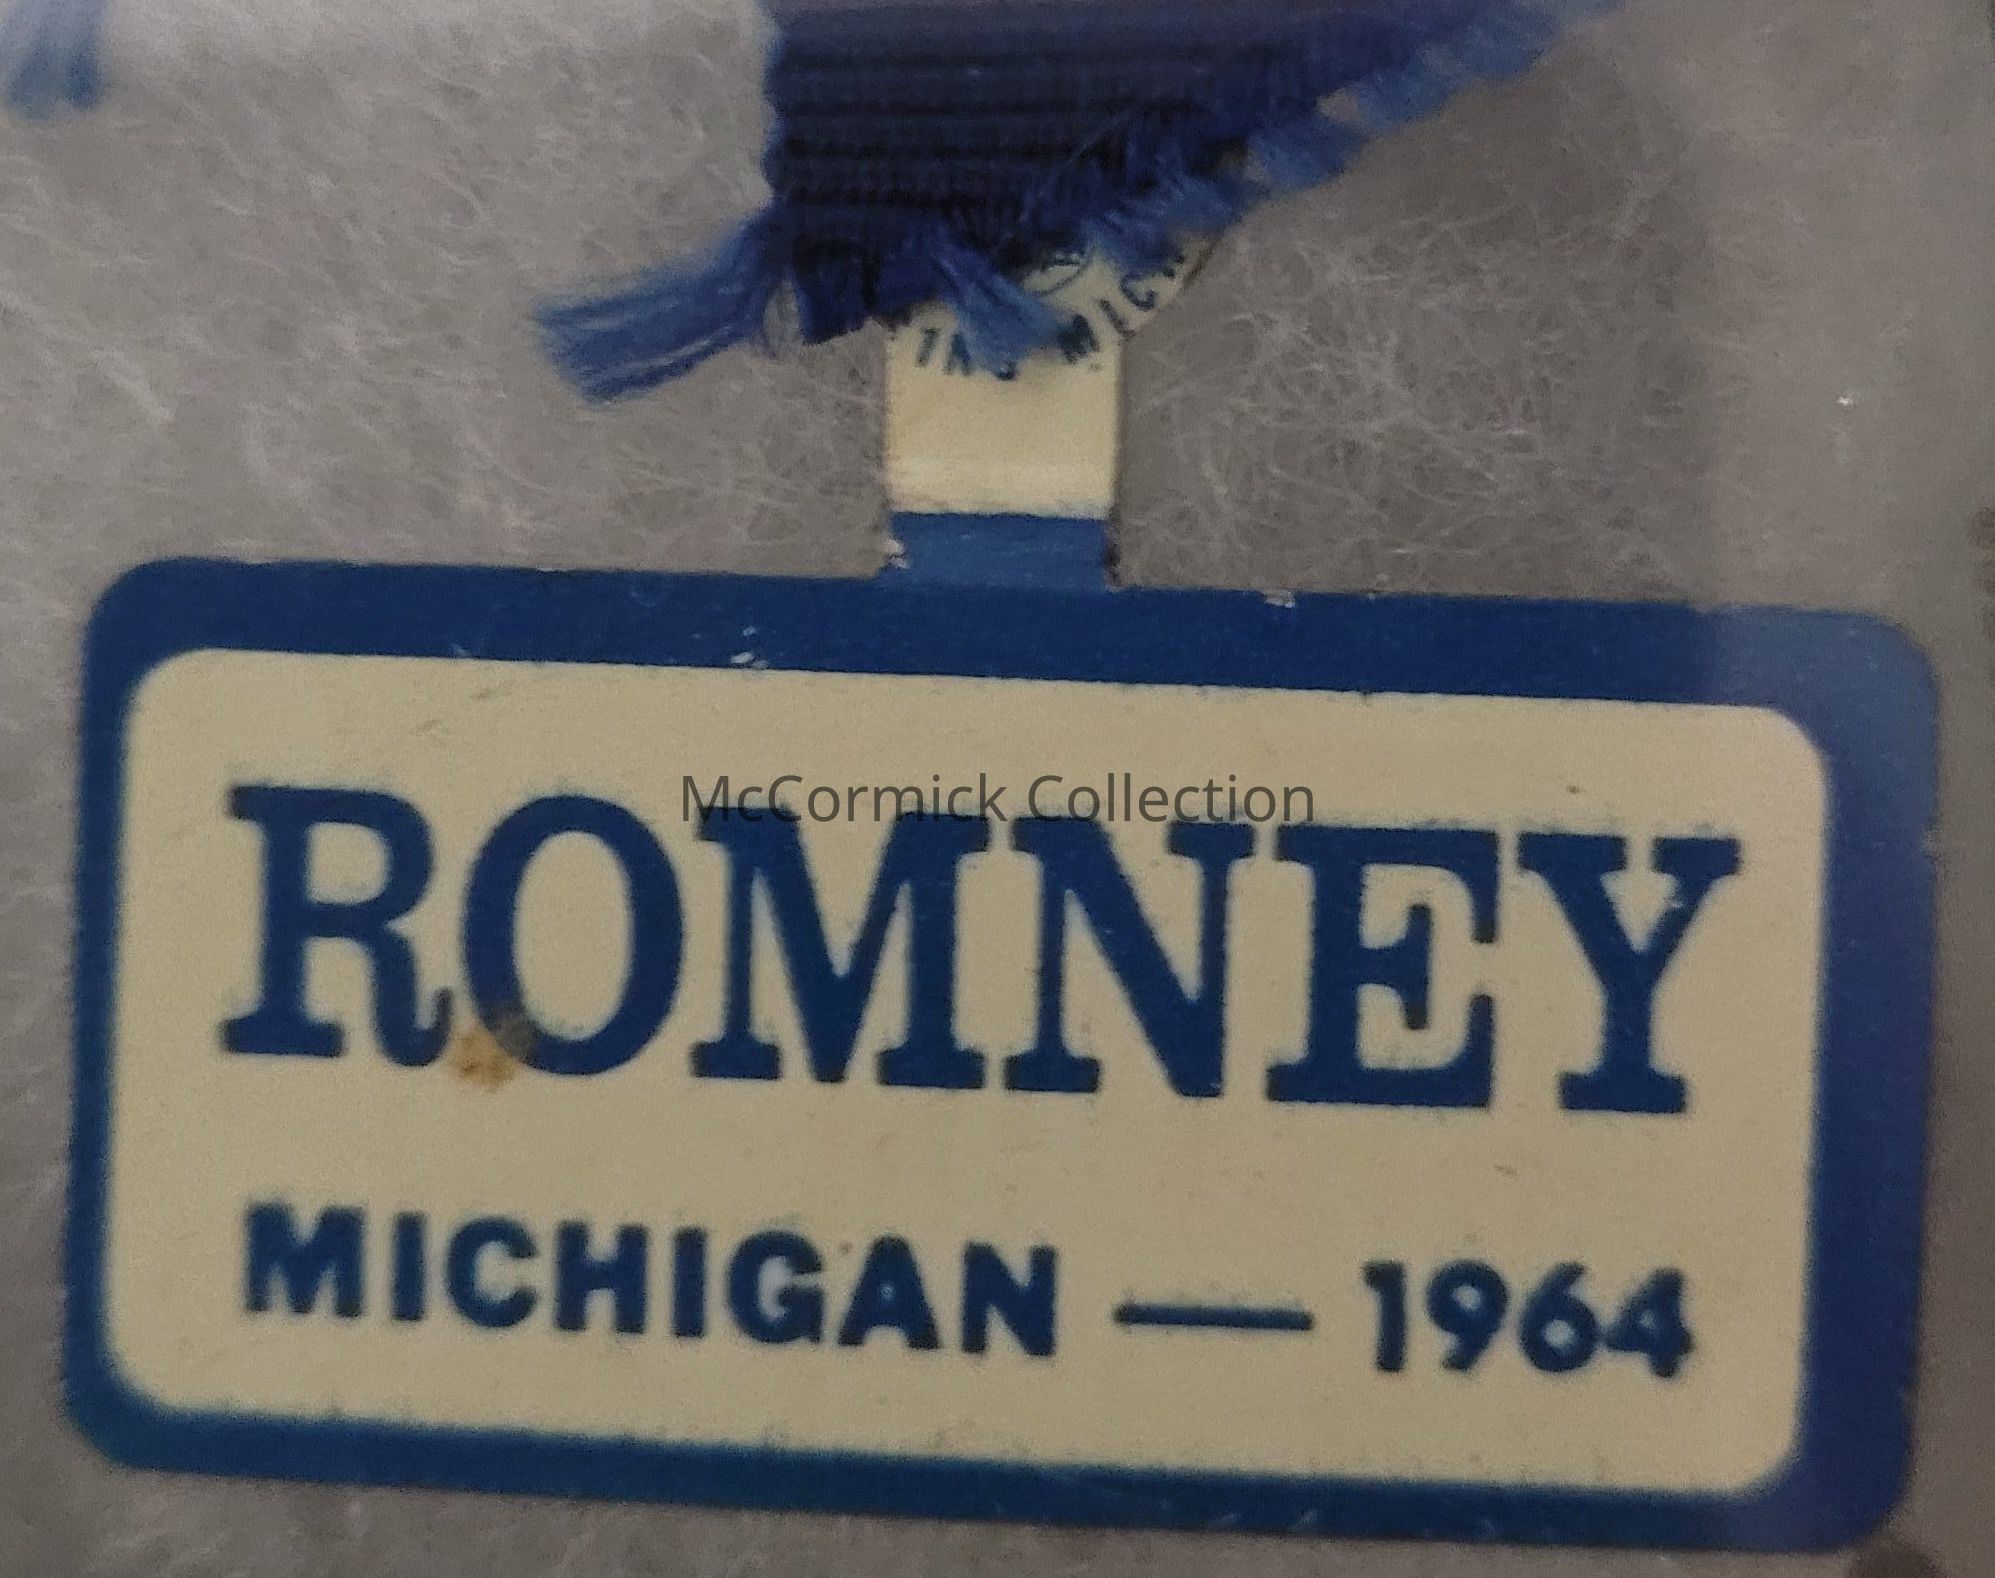 ROMNEY
McCormick Collection
MICHIGAN — 1964